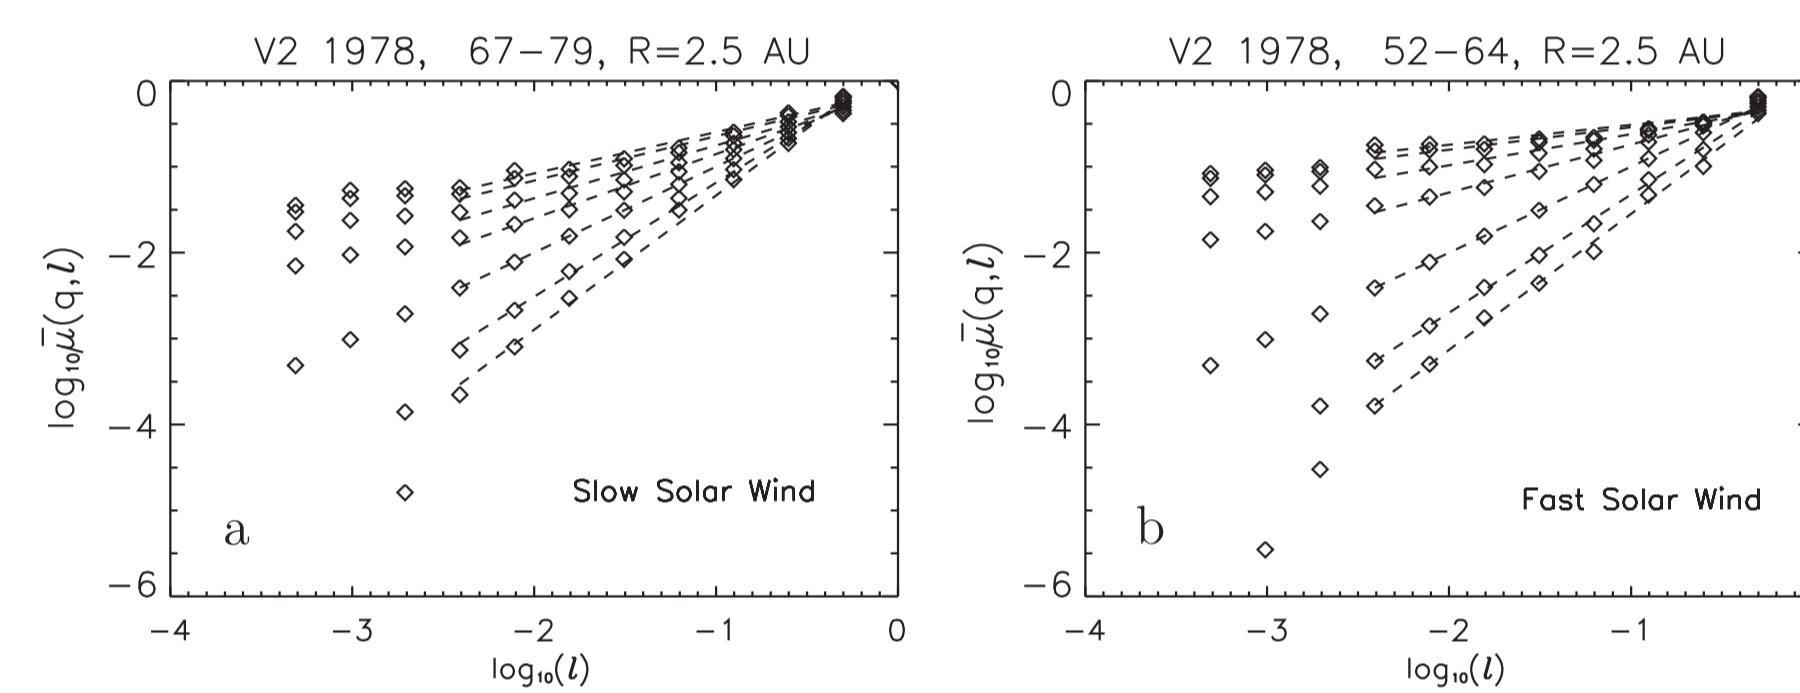 V2 1978, 67−79, R=2.5 AU
0
−2
−4
−6
log₁₀μ̄(q,l)
Slow Solar Wind
a
−4 −3 −2 −1 0
log₁₀(l)
V2 1978, 52−64, R=2.5 AU
0
−2
−4
−6
log₁₀μ̄(q,l)
Fast Solar Wind
b
−4 −3 −2 −1
log₁₀(l)